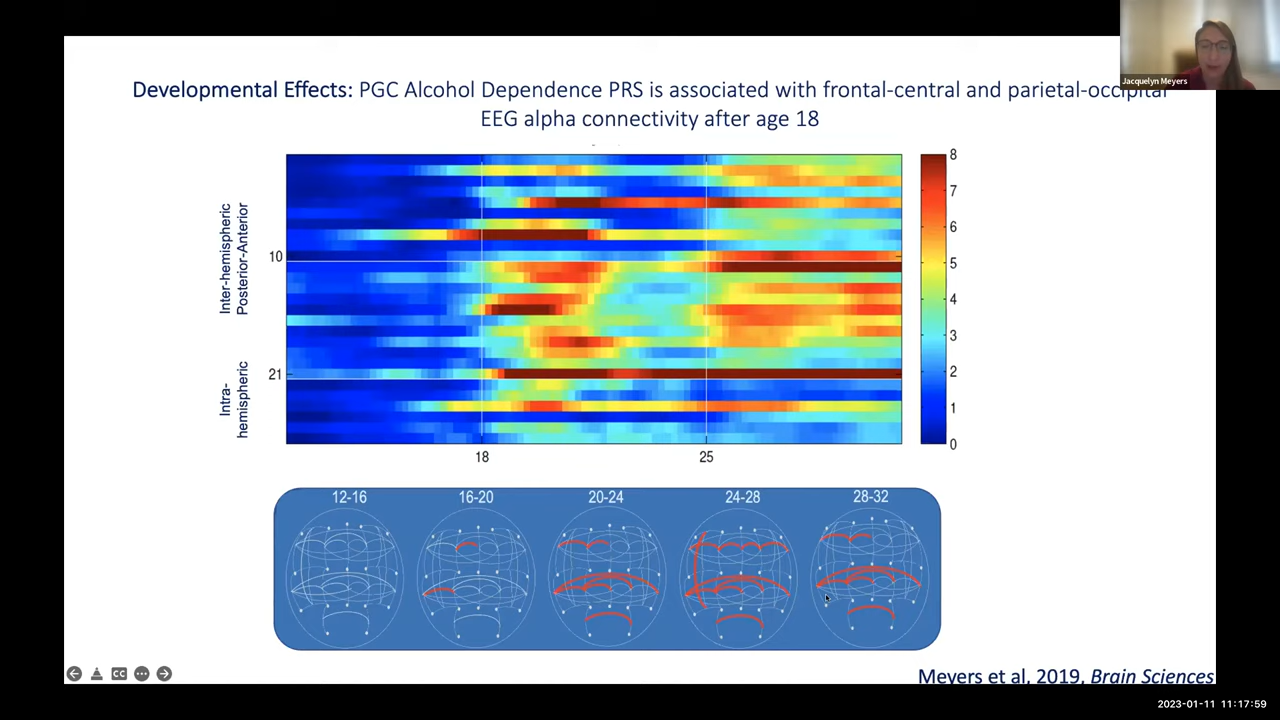 Jacquelyn Meyers
Developmental Effects: PGC Alcohol Dependence PRS is associated with frontal-central and parietal-occipital
EEG alpha connectivity after age 18
Inter-hemispheric
Posterior-Anterior
Intra-
hemispheric
10
21
18
25
8
7
6
5
4
3
2
1
0
12-16
16-20
20-24
24-28
28-32
CC
Meyers et al, 2019, Brain Sciences
2023-01-11 11:17:59